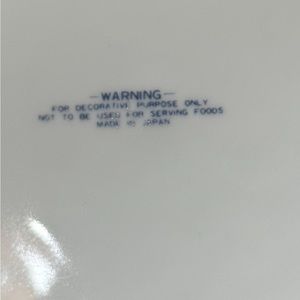 — WARNING —
FOR DECORATIVE PURPOSE ONLY
NOT TO BE USED FOR SERVING FOODS
MADE IN JAPAN